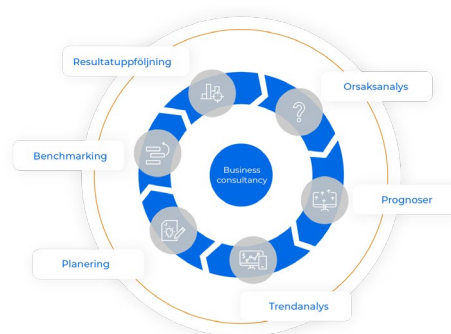 Resultatuppföljning
Orsaksanalys
Benchmarking
Business
consultancy
Prognoser
Planering
Trendanalys